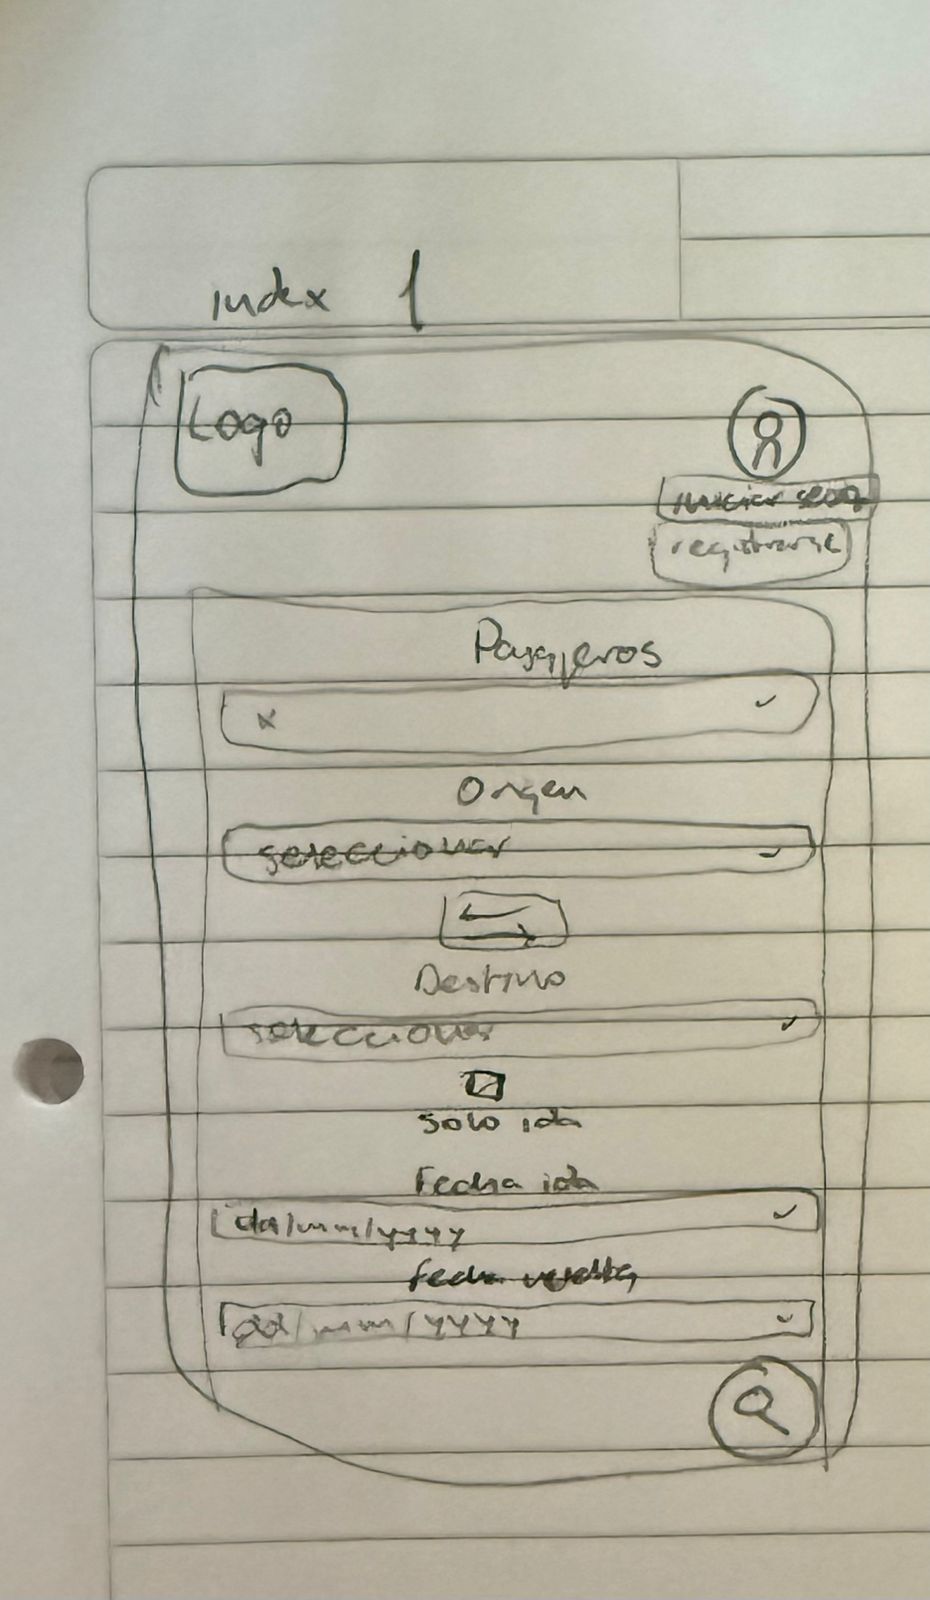 index 1
Logo
iniciar sesion
registrarse
Pasajeros
x
Origen
seleccionar
Destino
seleccionar
solo ida
Fecha ida
dd/mm/yyyy
fecha vuelta
dd/mm/yyyy